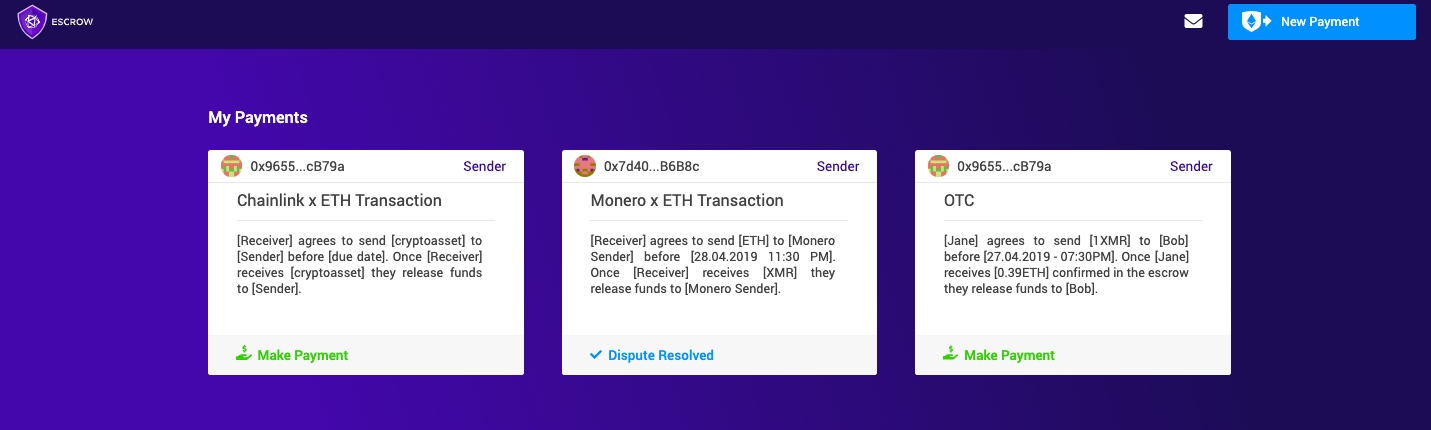 ESCROW
New Payment
My Payments
0x9655...cB79a
Sender
Chainlink x ETH Transaction
[Receiver] agrees to send [cryptoasset] to
[Sender] before [due date]. Once [Receiver]
receives [cryptoasset] they release funds
to [Sender].
Make Payment
0x7d40...B6B8c
Sender
Monero x ETH Transaction
[Receiver] agrees to send [ETH] to [Monero
Sender] before [28.04.2019 11:30 PM].
Once [Receiver] receives [XMR] they
release funds to [Monero Sender].
Dispute Resolved
0x9655...cB79a
Sender
OTC
[Jane] agrees to send [1XMR] to [Bob]
before [27.04.2019 - 07:30PM]. Once [Jane]
receives [0.39ETH] confirmed in the escrow
they release funds to [Bob].
Make Payment